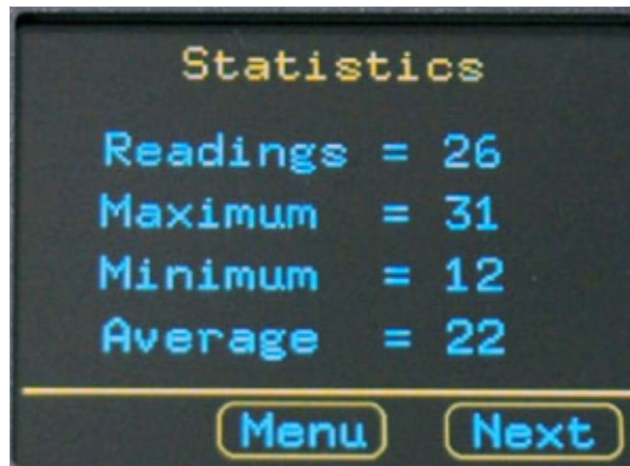 Statistics
Readings = 26
Maximum = 31
Minimum = 12
Average = 22
Menu Next